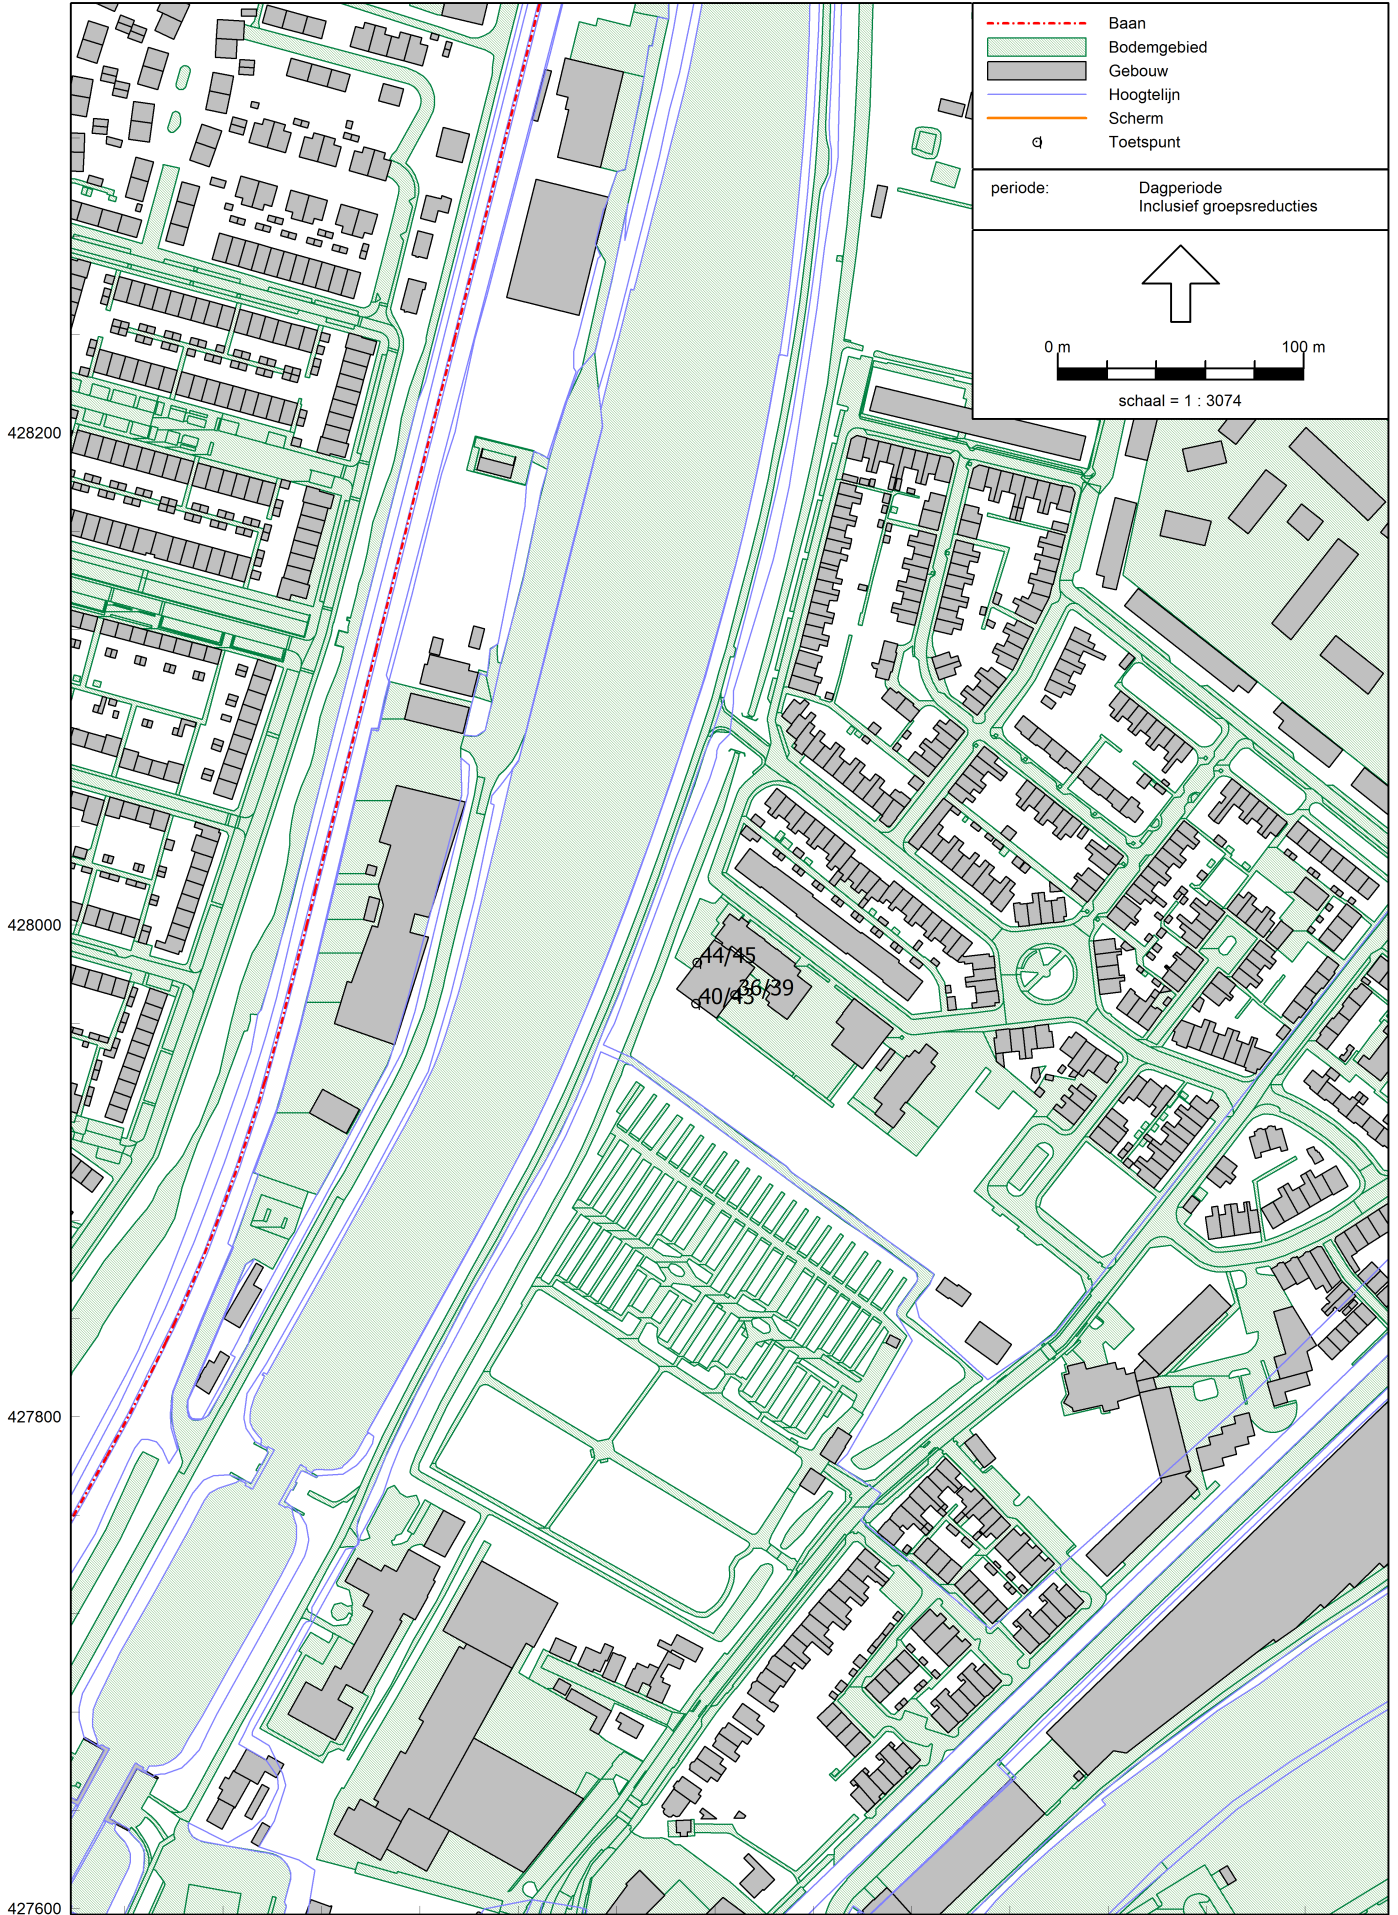 Baan
Bodemgebied
Gebouw
Hoogtelijn
Scherm
Toetspunt
periode: Dagperiode
Inclusief groepsreducties
0 m 100 m
schaal = 1 : 3074
428200
428000
44/45
36/39
40/43
427800
427600